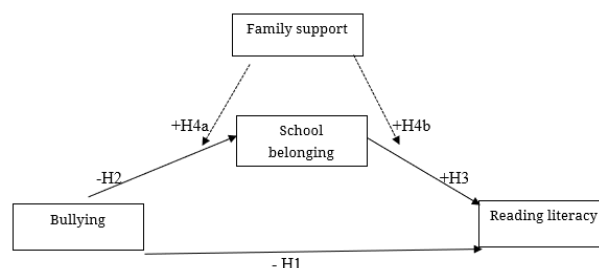 Family support
+H4a
+H4b
School
belonging
-H2
+H3
Bullying
Reading literacy
- H1